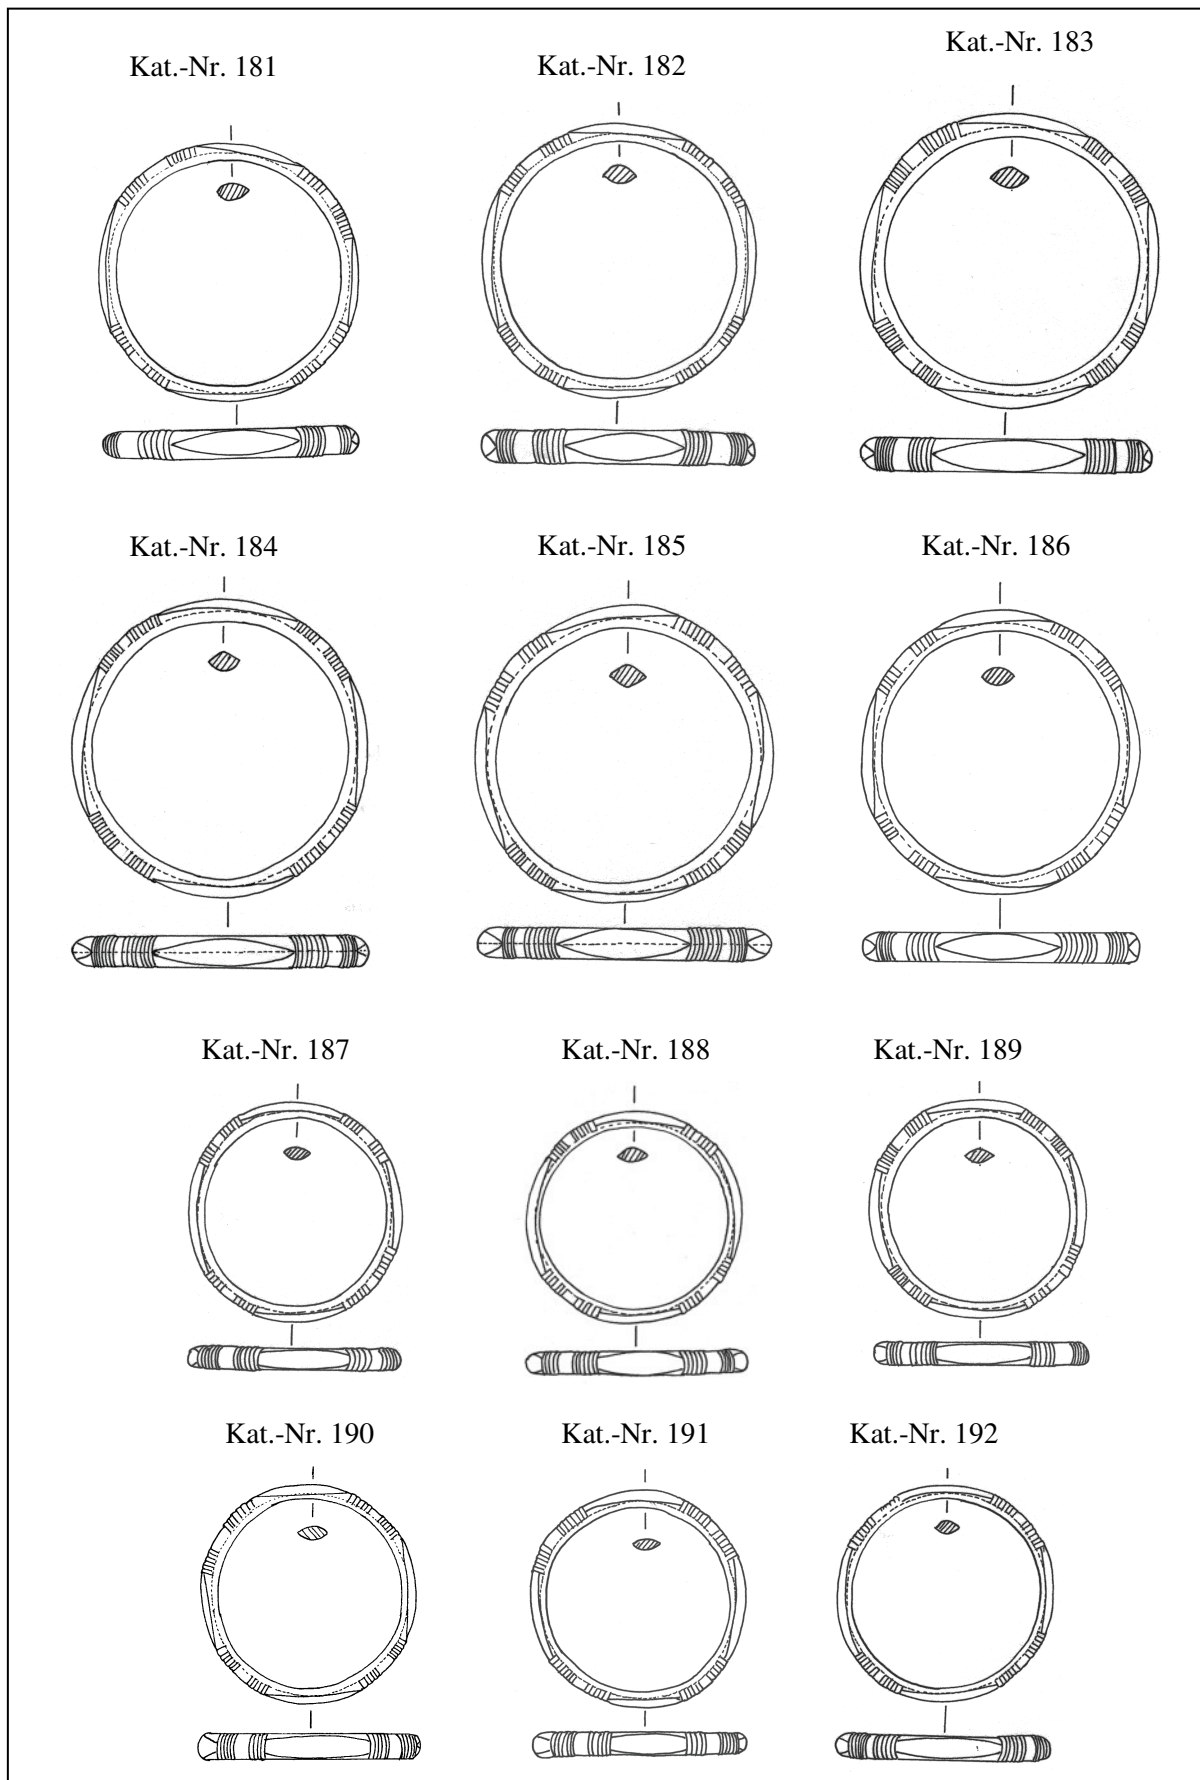 Kat.-Nr. 181
Kat.-Nr. 182
Kat.-Nr. 183
Kat.-Nr. 184
Kat.-Nr. 185
Kat.-Nr. 186
Kat.-Nr. 187
Kat.-Nr. 188
Kat.-Nr. 189
Kat.-Nr. 190
Kat.-Nr. 191
Kat.-Nr. 192